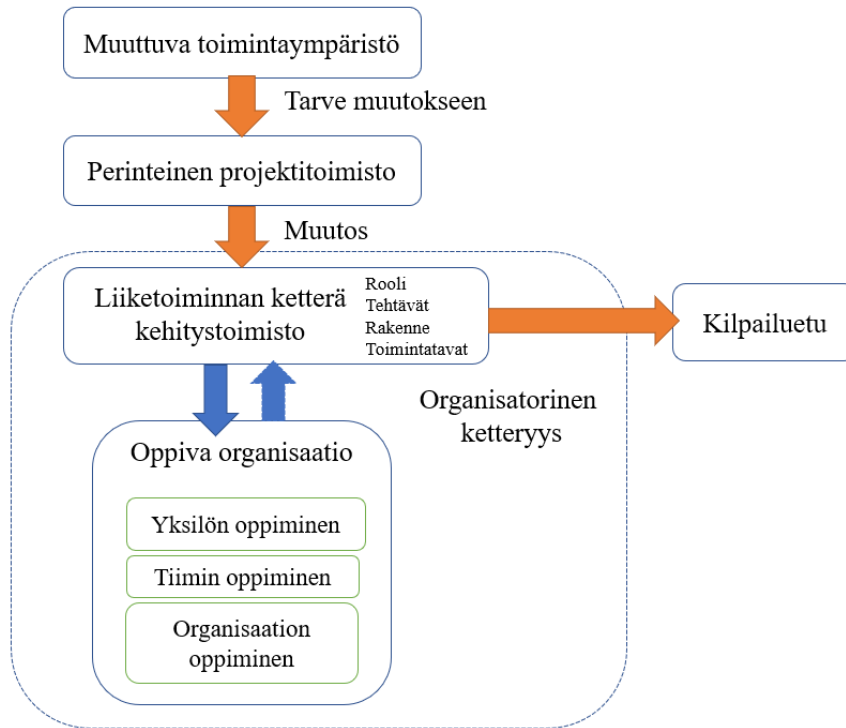 Muuttuva toimintaympäristö
Tarve muutokseen
Perinteinen projektitoimisto
Muutos
Liiketoiminnan ketterä
kehitystoimisto
Rooli
Tehtävät
Rakenne
Toimintatavat
Kilpailuetu
Organisatorinen
ketteryys
Oppiva organisaatio
Yksilön oppiminen
Tiimin oppiminen
Organisaation
oppiminen